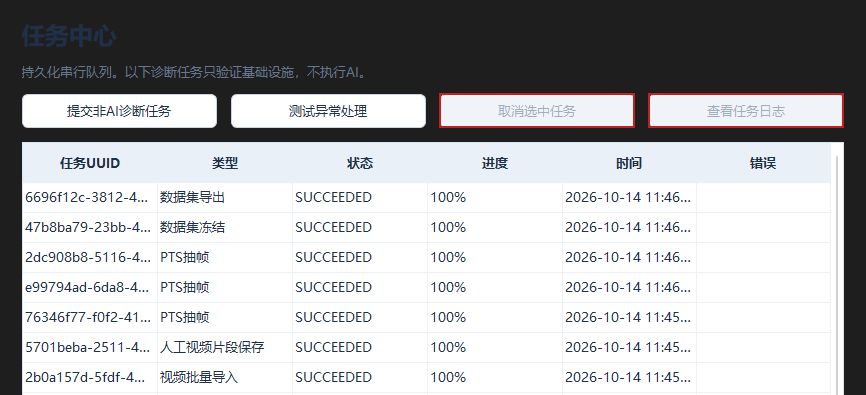 任务中心
持久化串行队列。以下诊断任务只验证基础设施，不执行AI。
提交非AI诊断任务 测试异常处理 取消选中任务 查看任务日志
任务UUID 类型 状态 进度 时间 错误
6696f12c-3812-4... 数据集导出 SUCCEEDED 100% 2026-10-14 11:46...
47b8ba79-23bb-4... 数据集冻结 SUCCEEDED 100% 2026-10-14 11:46...
2dc908b8-5116-4... PTS抽帧 SUCCEEDED 100% 2026-10-14 11:46...
e99794ad-6da8-4... PTS抽帧 SUCCEEDED 100% 2026-10-14 11:46...
76346f77-f0f2-41... PTS抽帧 SUCCEEDED 100% 2026-10-14 11:45...
5701beba-2511-4... 人工视频片段保存 SUCCEEDED 100% 2026-10-14 11:45...
2b0a157d-5fdf-4... 视频批量导入 SUCCEEDED 100% 2026-10-14 11:45...